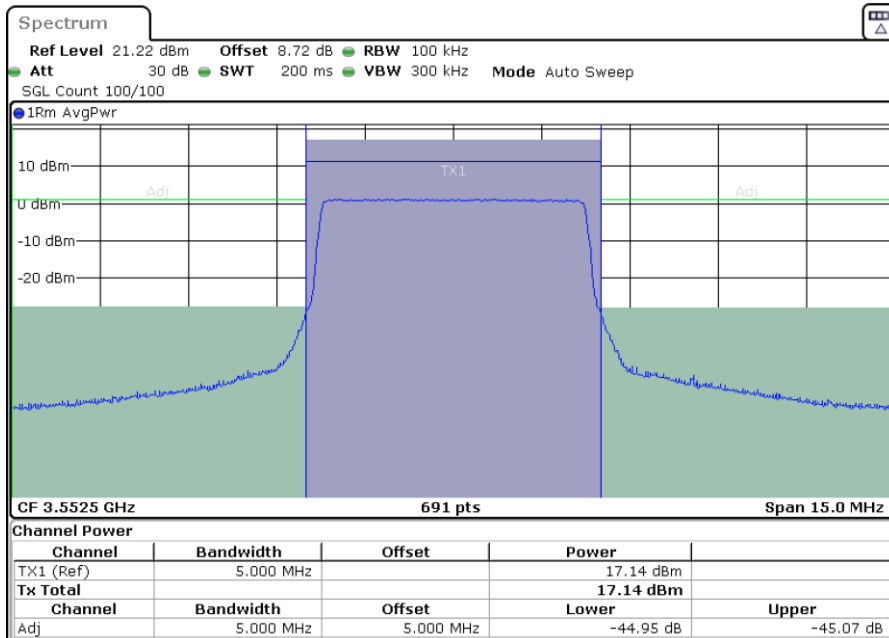 Spectrum
Ref Level 21.22 dBm Offset 8.72 dB RBW 100 kHz
Att 30 dB SWT 200 ms VBW 300 kHz Mode Auto Sweep
SGL Count 100/100
1Rm AvgPwr
10 dBm
TX1
Adj Adj
0 dBm
-10 dBm
-20 dBm
CF 3.5525 GHz 691 pts Span 15.0 MHz
Channel Power
Channel Bandwidth Offset Power
TX1 (Ref) 5.000 MHz 17.14 dBm
Tx Total 17.14 dBm
Channel Bandwidth Offset Lower Upper
Adj 5.000 MHz 5.000 MHz -44.95 dB -45.07 dB